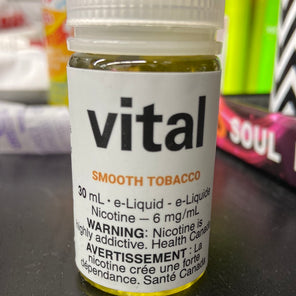 vital
SMOOTH TOBACCO
30 mL • e-Liquid - e-Liquide
Nicotine — 6 mg/mL
WARNING: Nicotine is
highly addictive. Health Canada
AVERTISSEMENT : La
nicotine crée une forte
dépendance. Santé Canada
SOUL